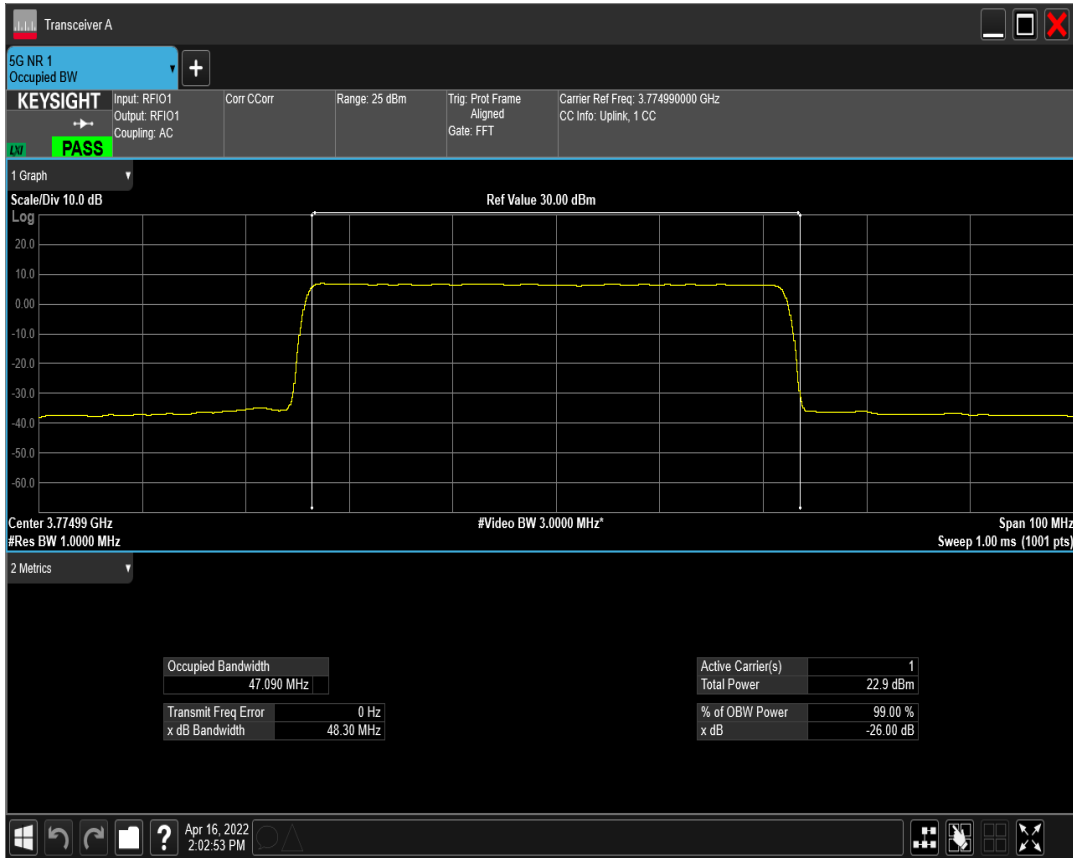 Transceiver A
5G NR 1
Occupied BW
+
KEYSIGHT
LXI
PASS
Input: RFIO1
Output: RFIO1
Coupling: AC
Corr CCorr
Range: 25 dBm
Trig: Prot Frame
Aligned
Gate: FFT
Carrier Ref Freq: 3.774990000 GHz
CC Info: Uplink, 1 CC
1 Graph
Scale/Div 10.0 dB
Ref Value 30.00 dBm
Log
20.0
10.0
0.00
-10.0
-20.0
-30.0
-40.0
-50.0
-60.0
Center 3.77499 GHz
#Video BW 3.0000 MHz*
Span 100 MHz
#Res BW 1.0000 MHz
Sweep 1.00 ms (1001 pts)
2 Metrics
Occupied Bandwidth
47.090 MHz
Transmit Freq Error 0 Hz
x dB Bandwidth 48.30 MHz
Active Carrier(s) 1
Total Power 22.9 dBm
% of OBW Power 99.00 %
x dB -26.00 dB
?
Apr 16, 2022
2:02:53 PM